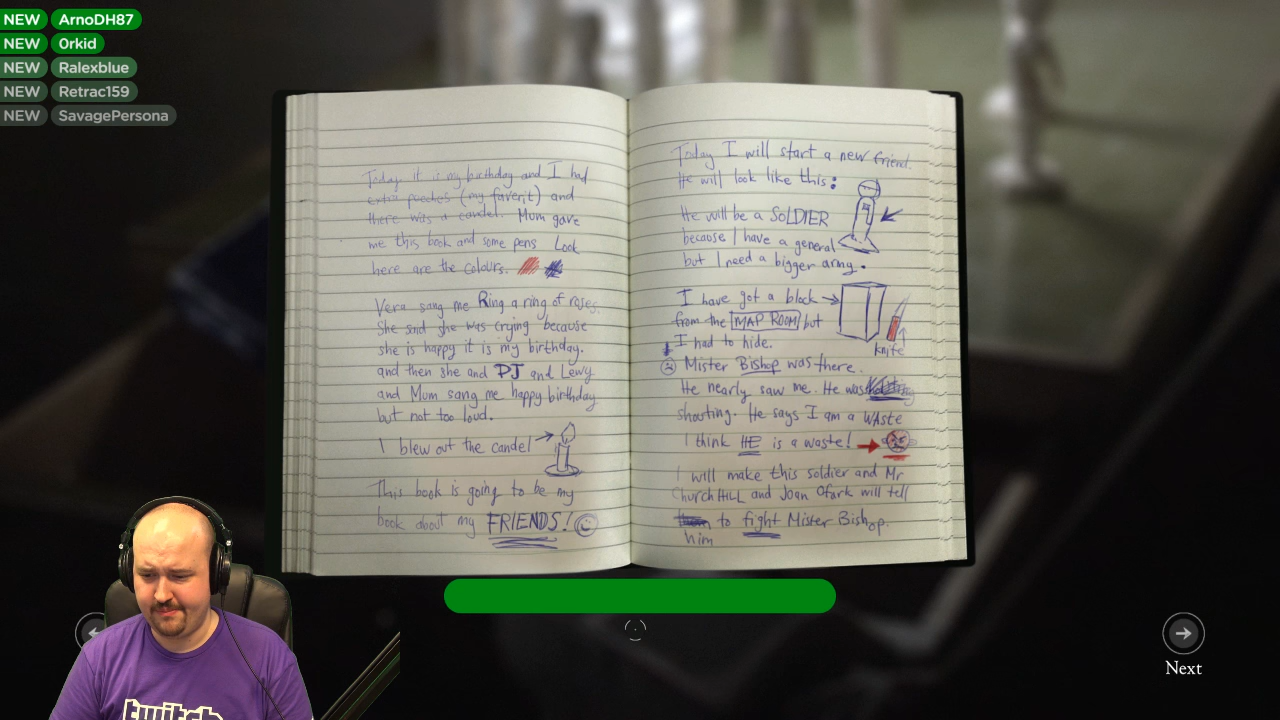 NEW ArnoDH87
NEW 0rkid
NEW Ralexblue
NEW Retrac159
NEW SavagePersona
Today it is my birthday and I had
extra peeches (my faverit) and
there was a candel. Mum gave
me this book and some pens Look
here are the colours.
Vera sang me Ring a ring of roses.
She said she was crying because
she is happy it is my birthday.
and then she and PJ and Lewy
and Mum sang me happy birthday
but not too loud.
I blew out the candel
This book is going to be my
book about my FRIENDS!
Today I will start a new friend.
He will look like this:
He will be a SOLDIER
because I have a general
but I need a bigger army.
I have got a block
from the MAP ROOM but
I had to hide.
knife
Mister Bishop was there.
He nearly saw me. He was
shouting. He says I am a WASTE
I think HE is a waste!
I will make this soldier and Mr
ChurcHILL and Joan Ofark will tell
to fight Mister Bishop.
him
Next
twitch